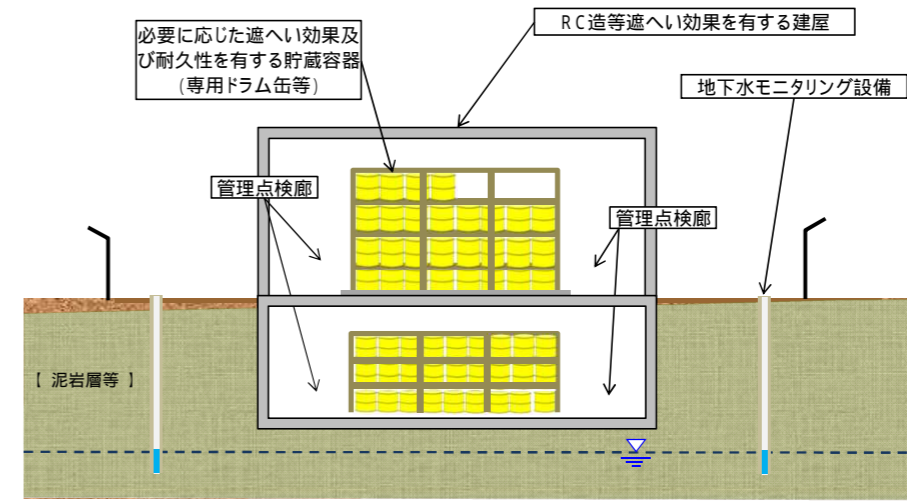 必要に応じた遮へい効果及
び耐久性を有する貯蔵容器
(専用ドラム缶等)
RC造等遮へい効果を有する建屋
地下水モニタリング設備
管理点検廊
管理点検廊
【 泥岩層等 】